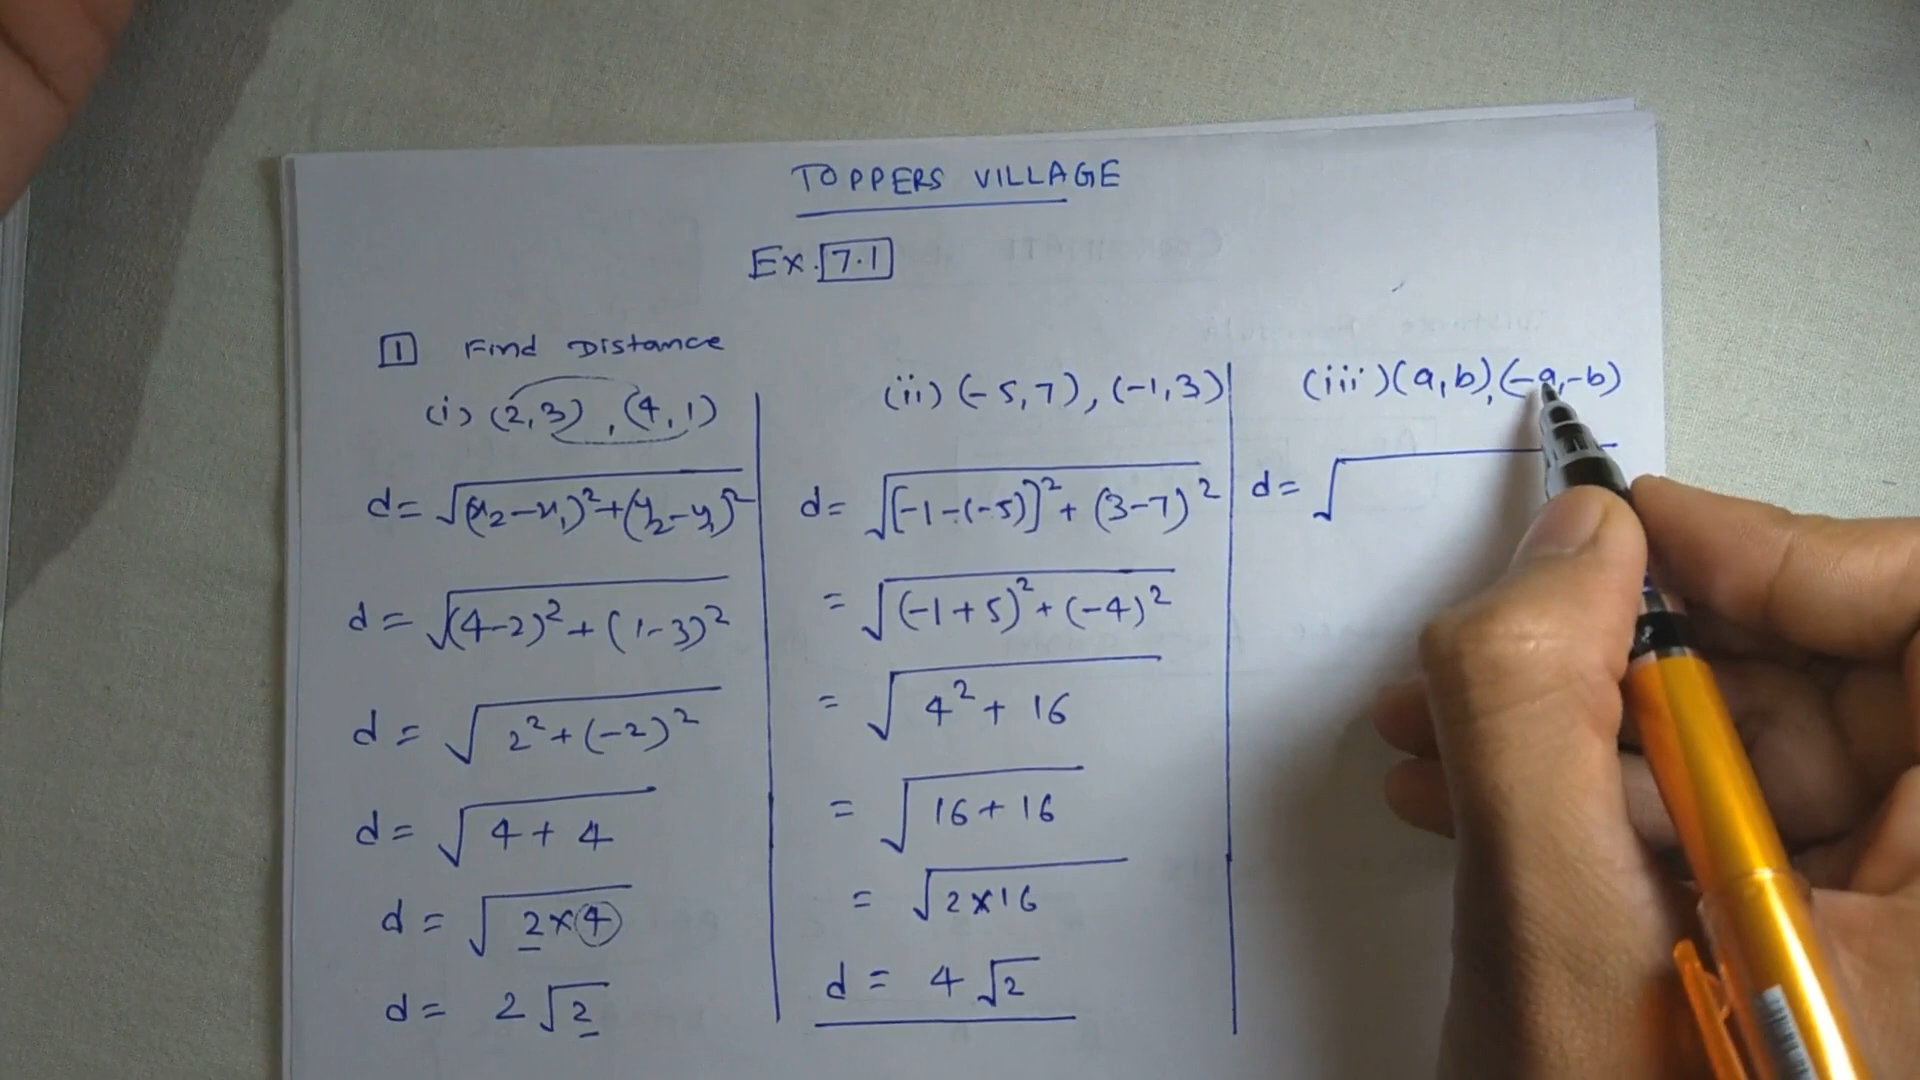 TOPPERS VILLAGE
Ex. 7.1
1 Find Distance
(i) (2,3), (4,1)
d = √(x₂-x₁)²+(y₂-y₁)²
d = √(4-2)²+(1-3)²
d = √2²+(-2)²
d = √4+4
d = √2×4
d = 2√2
(ii) (-5,7), (-1,3)
d = √[-1-(-5)]²+(3-7)²
= √(-1+5)²+(-4)²
= √4²+16
= √16+16
= √2×16
d = 4√2
(iii) (a,b), (-a,-b)
d = √